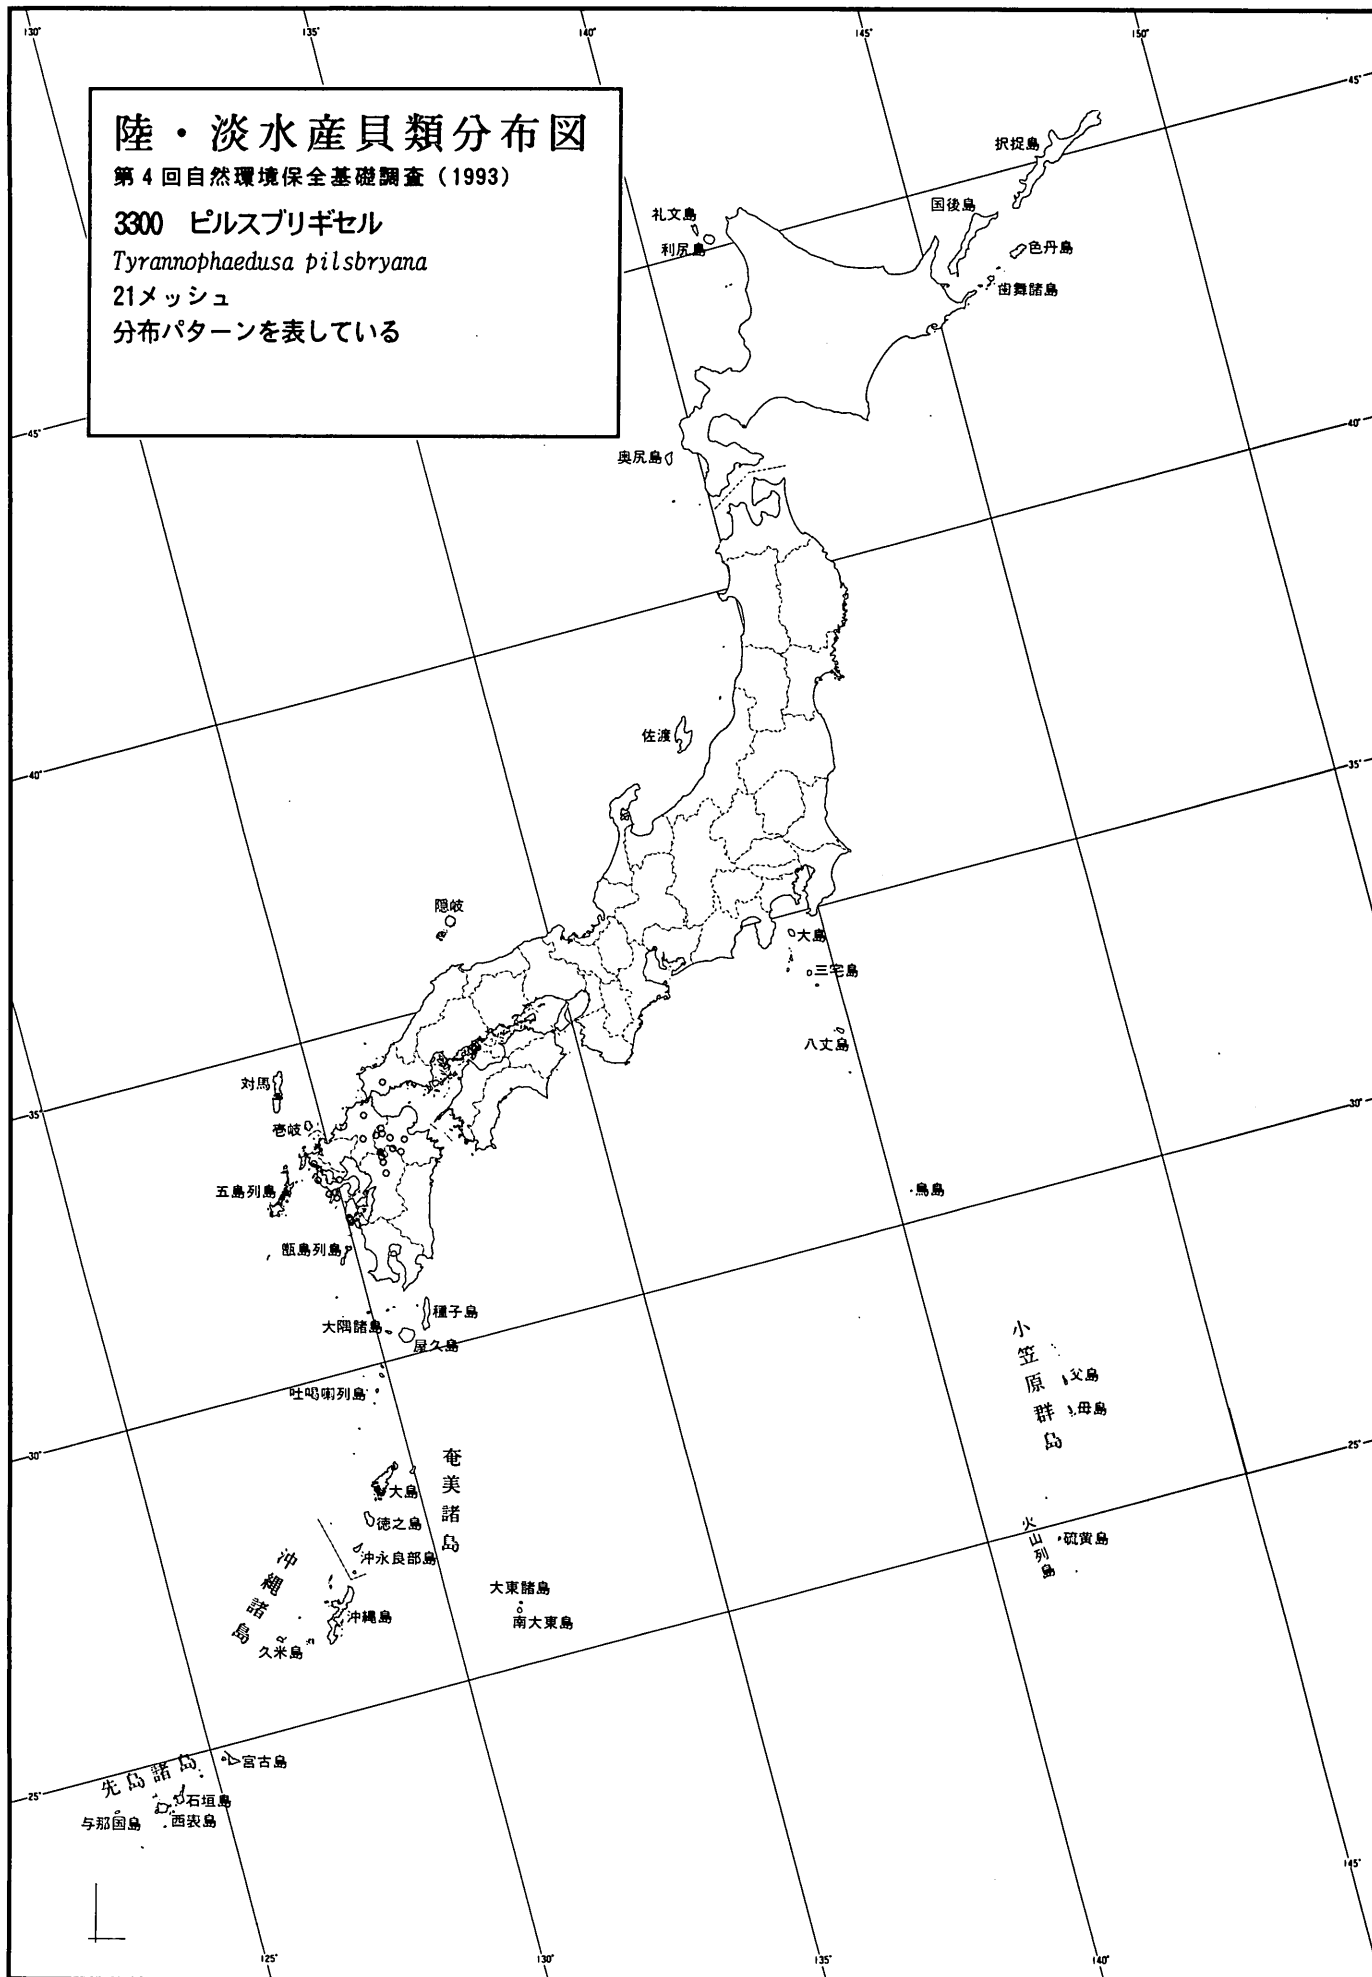 130°
135°
140°
145°
150°
45°
陸・淡水産貝類分布図
第4回自然環境保全基礎調査（1993）
3300 ピルスブリギセル
Tyrannophaedusa pilsbryana
21メッシュ
分布パターンを表している
択捉島
国後島
礼文島
利尻島
色丹島
歯舞諸島
45°
40°
奥尻島
佐渡
40°
35°
隠岐
大島
三宅島
八丈島
対馬
35°
30°
壱岐
五島列島
鳥島
甑島列島
種子島
大隅諸島
屋久島
吐噶喇列島
小笠原群島
父島
母島
30°
25°
奄美諸島
大島
徳之島
沖永良部島
火山列島
硫黄島
沖縄諸島
沖縄島
久米島
大東諸島
南大東島
先島諸島
宮古島
石垣島
西表島
与那国島
25°
145°
125°
130°
135°
140°